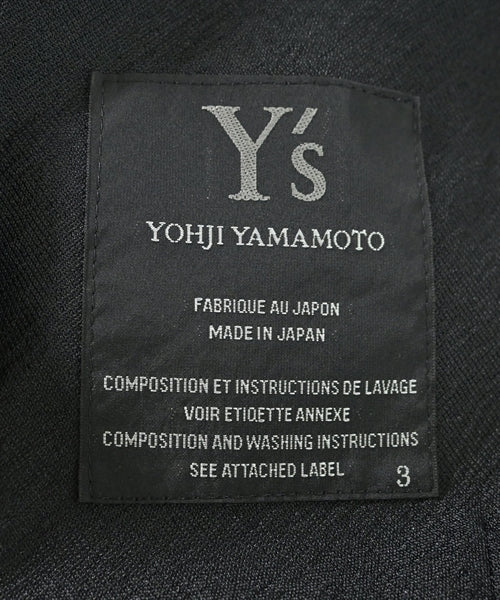 Y's
YOHJI YAMAMOTO
FABRIQUE AU JAPON
MADE IN JAPAN
COMPOSITION ET INSTRUCTIONS DE LAVAGE
VOIR ETIQETTE ANNEXE
COMPOSITION AND WASHING INSTRUCTIONS
SEE ATTACHED LABEL 3